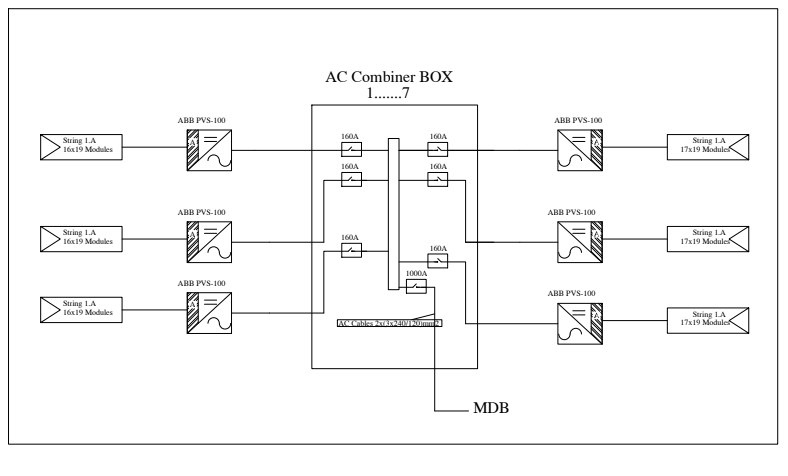 AC Combiner BOX
1.......7
ABB PVS-100
String 1.A
16x19 Modules
A
160A
160A
ABB PVS-100
A
String 1.A
17x19 Modules
160A
160A
ABB PVS-100
String 1.A
16x19 Modules
A
ABB PVS-100
A
String 1.A
17x19 Modules
160A
160A
1000A
ABB PVS-100
String 1.A
16x19 Modules
A
ABB PVS-100
A
String 1.A
17x19 Modules
AC Cables 2x(3x240/120)mm2
MDB